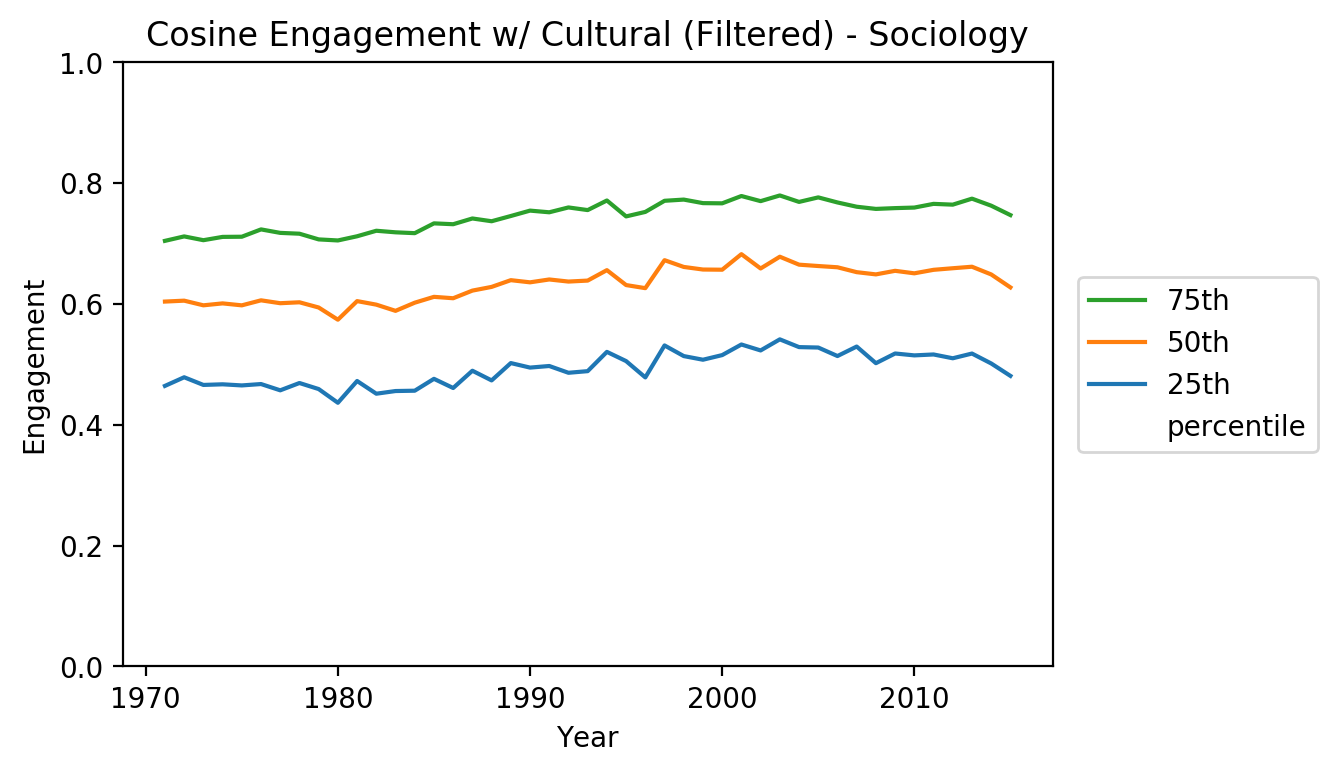 Cosine Engagement w/ Cultural (Filtered) - Sociology
1.0
0.8
0.6
0.4
0.2
0.0
Engagement
1970 1980 1990 2000 2010
Year
75th
50th
25th
percentile